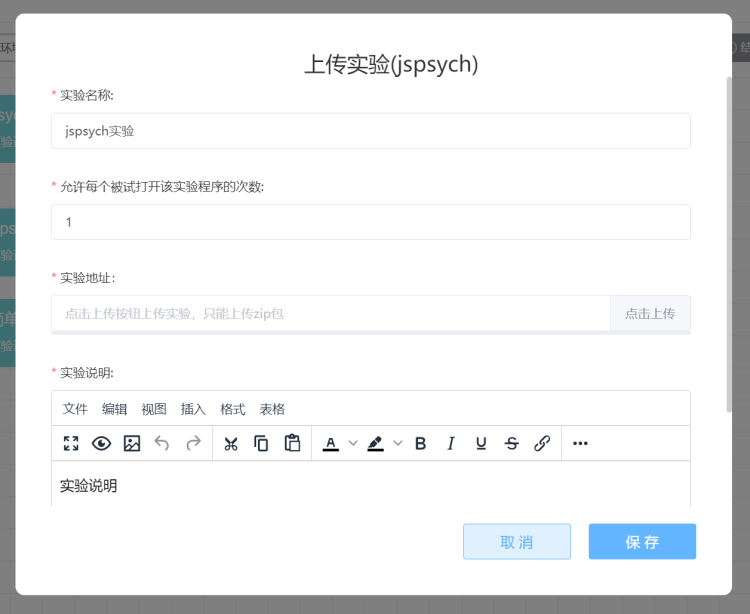 上传实验(jspsych)
* 实验名称:
jspsych实验
* 允许每个被试打开该实验程序的次数:
1
* 实验地址:
点击上传按钮上传实验，只能上传zip包 点击上传
* 实验说明:
文件 编辑 视图 插入 格式 表格
A B I U S
实验说明
取消 保存